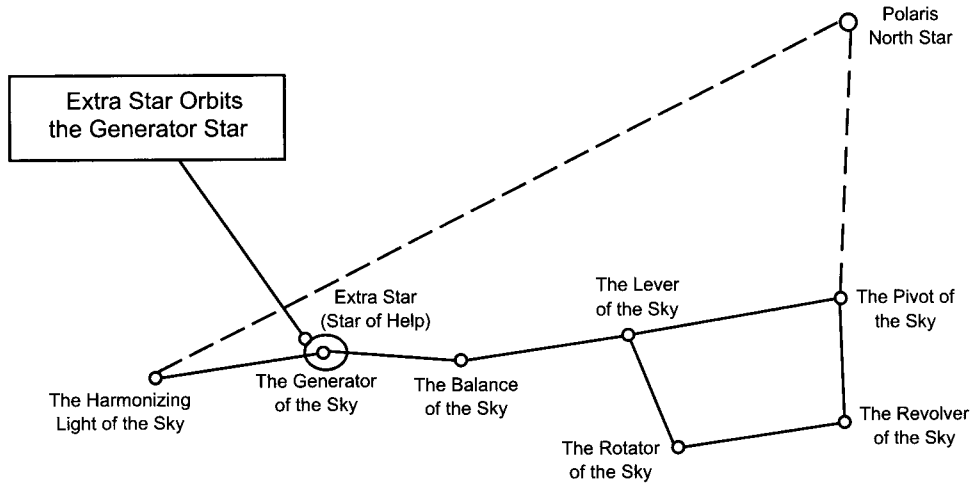 Polaris
North Star
Extra Star Orbits
the Generator Star
The Lever
of the Sky
Extra Star
(Star of Help)
The Pivot of
the Sky
The Generator
of the Sky
The Balance
of the Sky
The Harmonizing
Light of the Sky
The Revolver
of the Sky
The Rotator
of the Sky